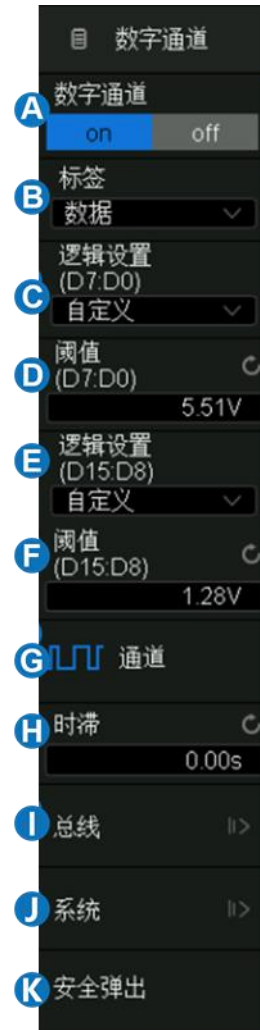 数字通道
A
数字通道
on off
B
标签
数据
C
逻辑设置
(D7:D0)
自定义
D
阈值
(D7:D0)
5.51V
E
逻辑设置
(D15:D8)
自定义
F
阈值
(D15:D8)
1.28V
G
通道
H
时滞
0.00s
I
总线
J
系统
K
安全弹出